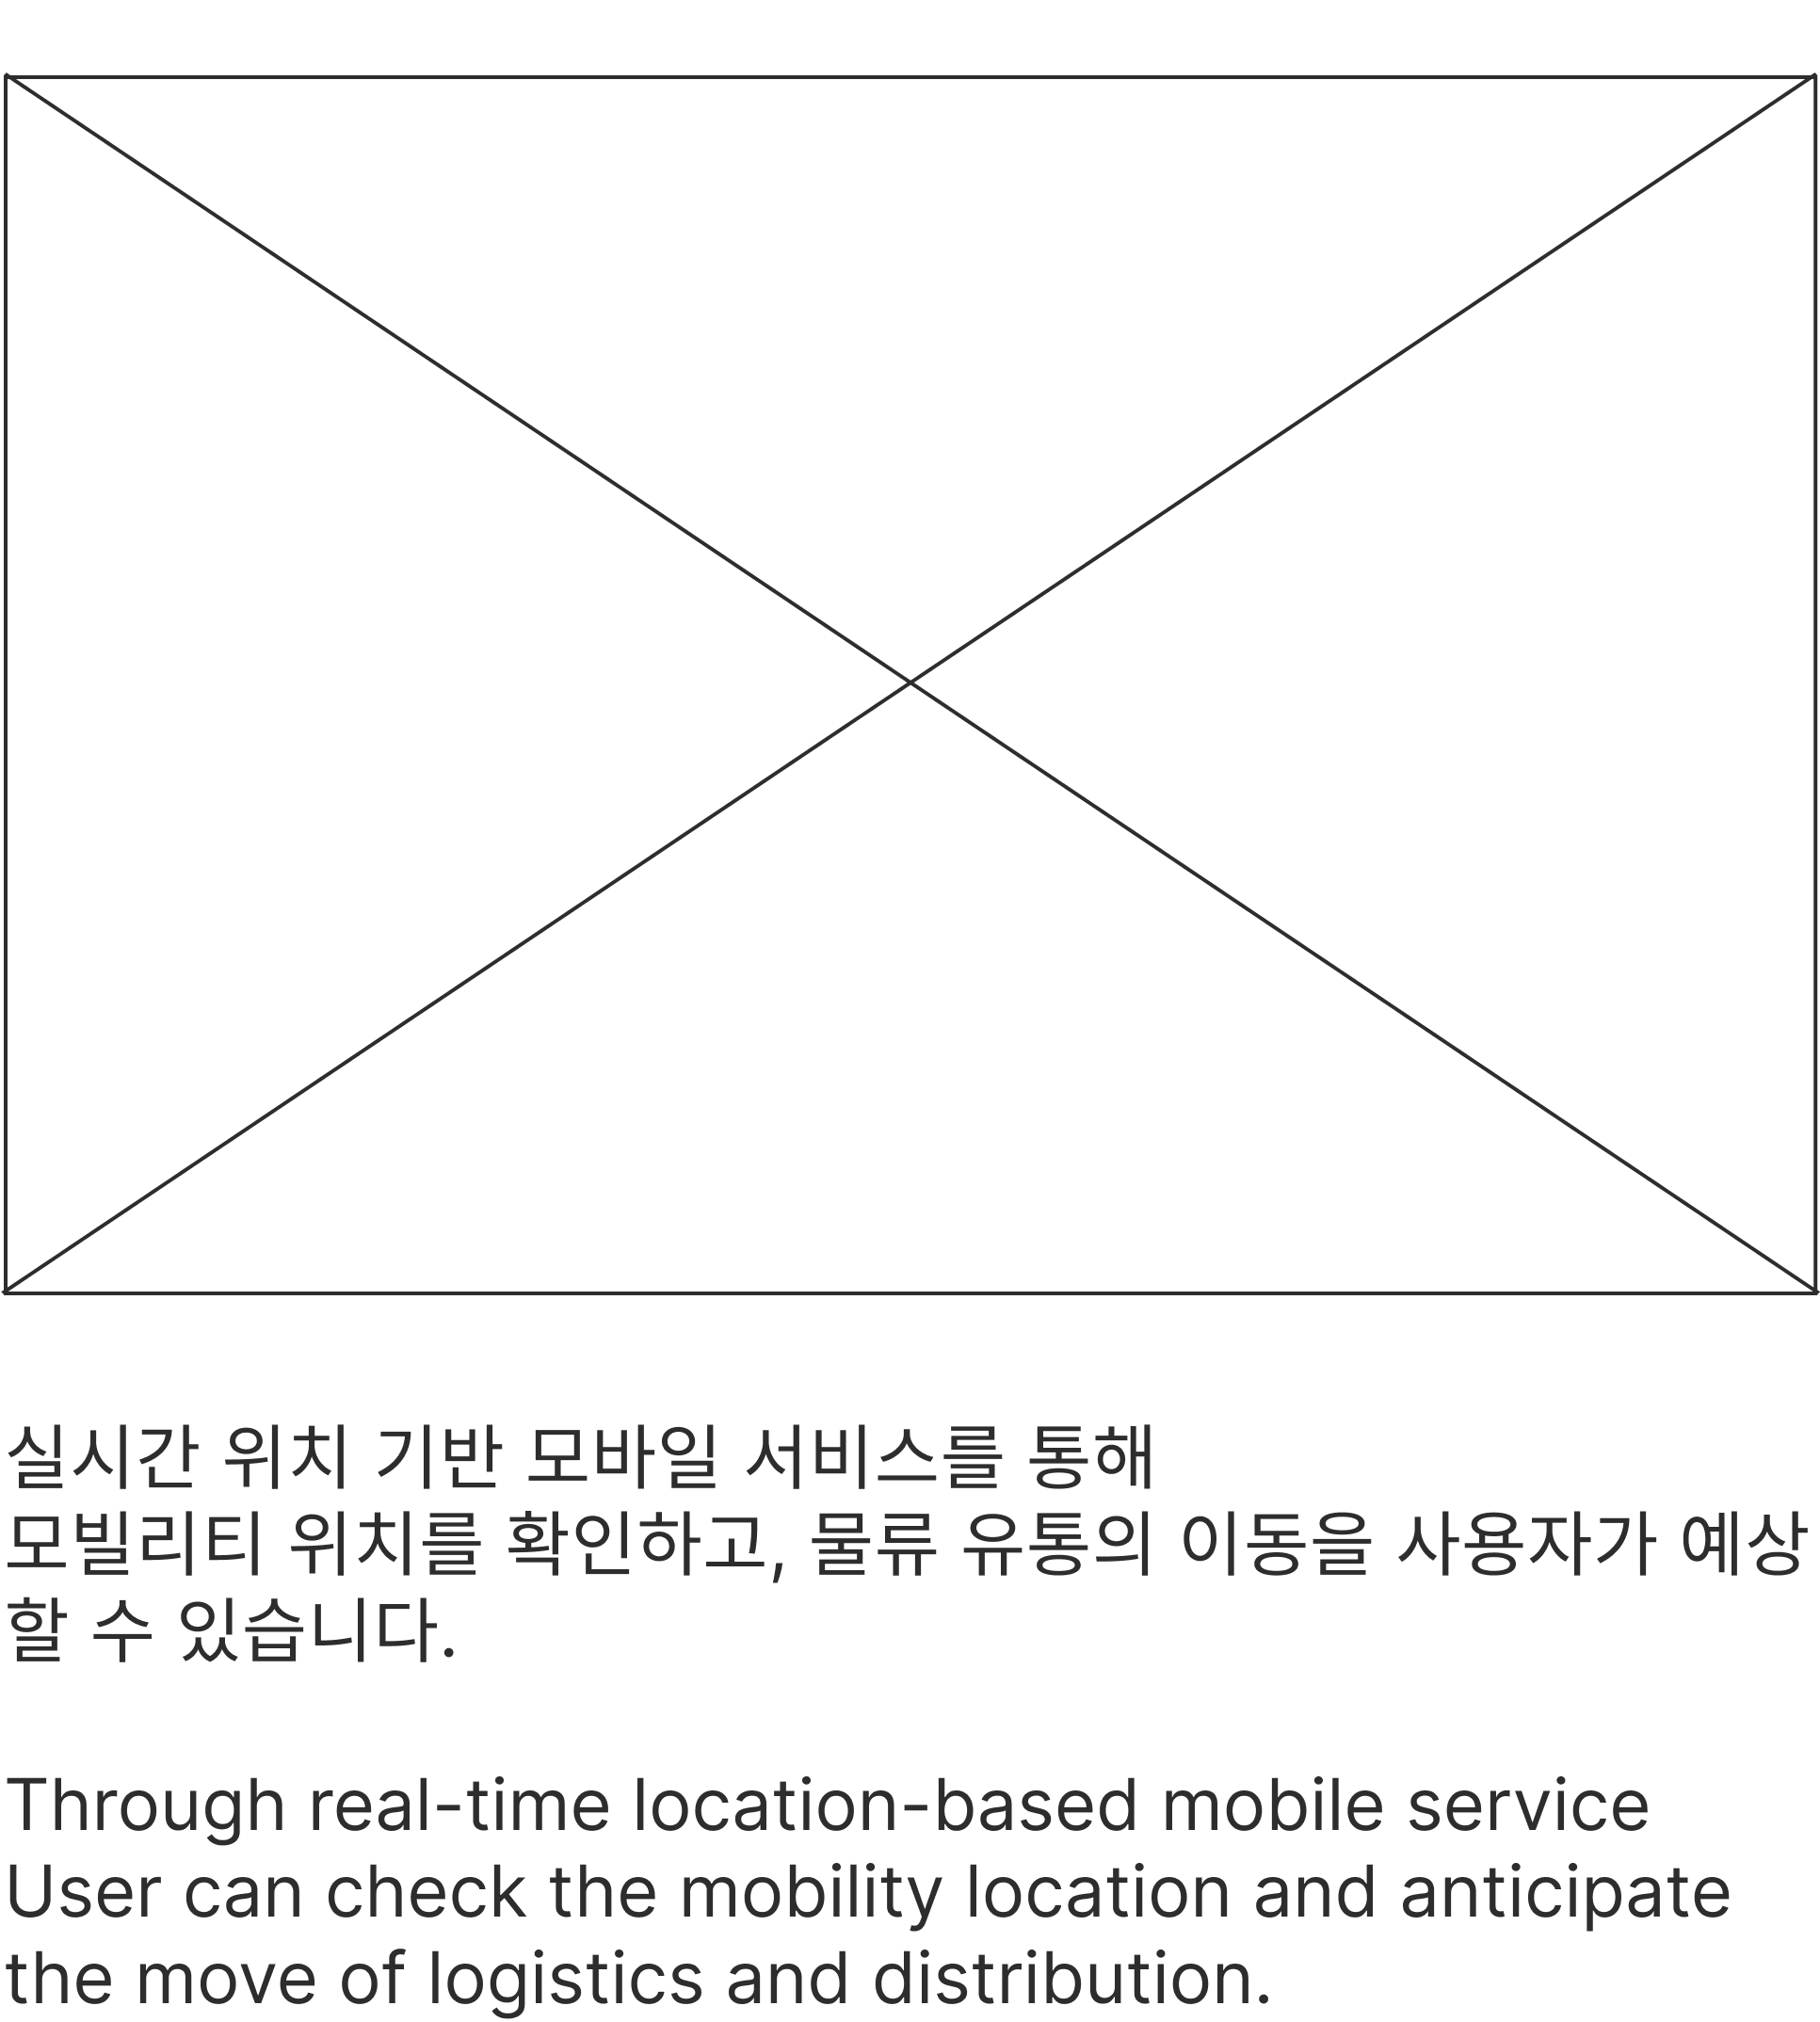 실시간 위치 기반 모바일 서비스를 통해
모빌리티 위치를 확인하고, 물류 유통의 이동을 사용자가 예상
할 수 있습니다.
Through real-time location-based mobile service
User can check the mobility location and anticipate
the move of logistics and distribution.